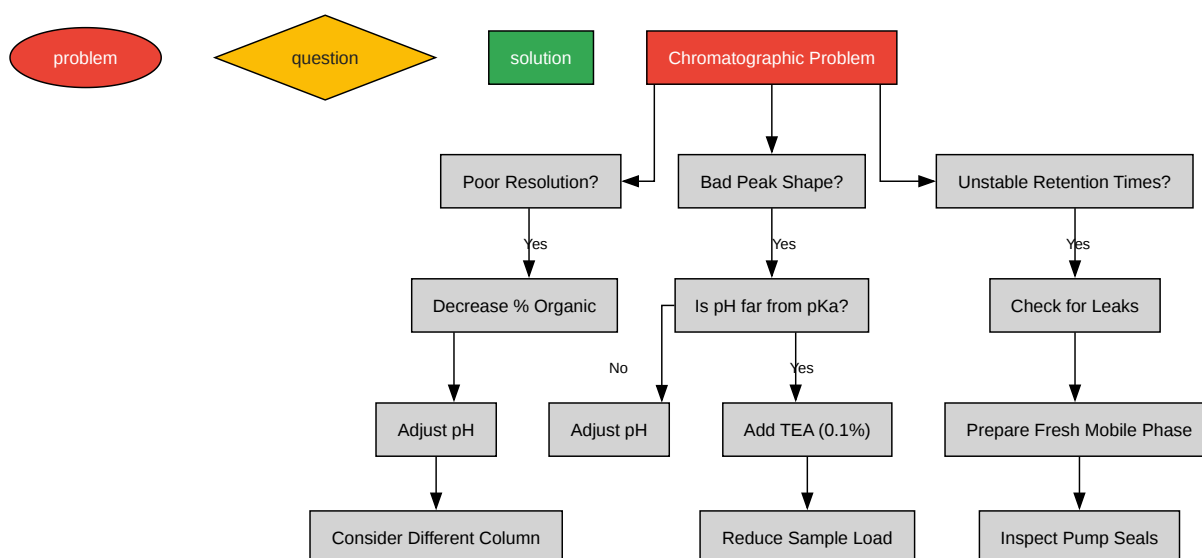 problem
question
solution
Chromatographic Problem
Poor Resolution?
Bad Peak Shape?
Unstable Retention Times?
Yes
Yes
Yes
Decrease % Organic
Is pH far from pKa?
Check for Leaks
No
Yes
Adjust pH
Adjust pH
Add TEA (0.1%)
Prepare Fresh Mobile Phase
Consider Different Column
Reduce Sample Load
Inspect Pump Seals